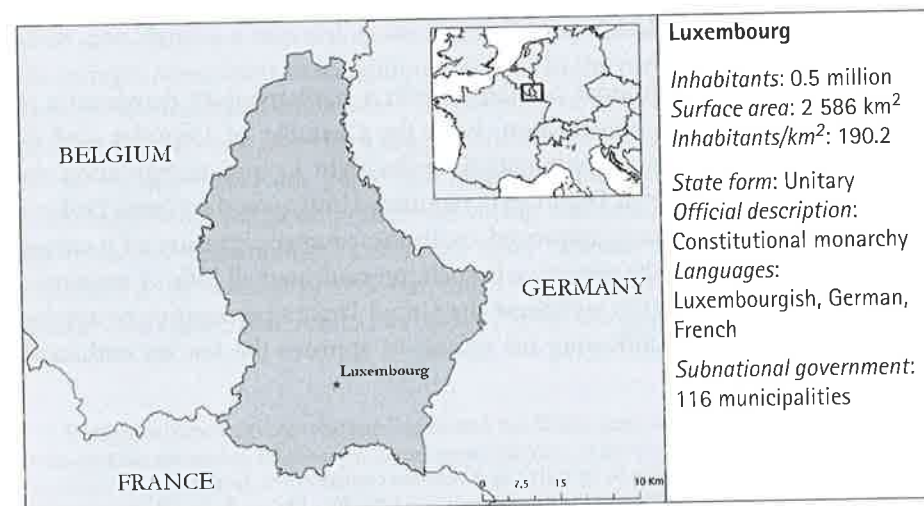 BELGIUM
GERMANY
Luxembourg
FRANCE
0 7,5 15 30 Km
Luxembourg
Inhabitants: 0.5 million
Surface area: 2 586 km²
Inhabitants/km²: 190.2
State form: Unitary
Official description:
Constitutional monarchy
Languages:
Luxembourgish, German,
French
Subnational government:
116 municipalities